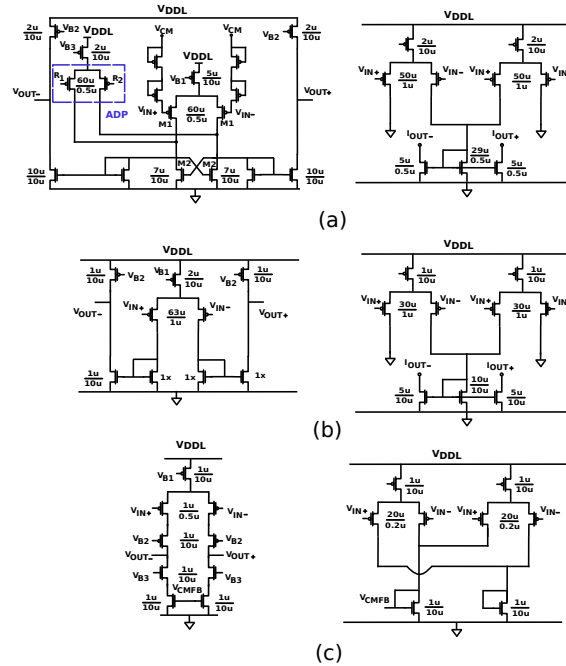 VDDL
2u/10u VB2
VDDL
VB3 2u/10u
R1 R2
60u/0.5u
ADP
VOUT-
VCM VCM
VDDL
VB1 5u/10u
VIN+ VIN-
M1 60u/0.5u M1
VB2 2u/10u
VOUT+
M2 M2
10u/10u 7u/10u 7u/10u 10u/10u
VDDL
2u/10u 2u/10u
VIN+ 50u/1u VIN- VIN+ 50u/1u VIN
IOUT- IOUT+
5u/0.5u 29u/0.5u 5u/0.5u
(a)
VDDL
1u/10u VB2 VB1 2u/10u VB2 1u/10u
VOUT- VIN+ 63u/1u VIN- VOUT+
1u/10u 1x 1x 1x
VDDL
1u/10u 1u/10u
VIN+ 30u/1u VIN- VIN+ 30u/1u VIN
IOUT- IOUT+
5u/10u 10u/10u 5u/10u
(b)
VDDL
VB1 1u/10u
VIN+ 1u/0.5u VIN-
VB2 1u/10u VB2
VOUT- VOUT+
VB3 1u/10u VB3
VCMFB
1u/10u 1u/10u
VDDL
1u/10u 1u/10u
VIN+ 20u/0.2u VIN- VIN+ 20u/0.2u VIN-
VCMFB 1u/10u 1u/10u
(c)